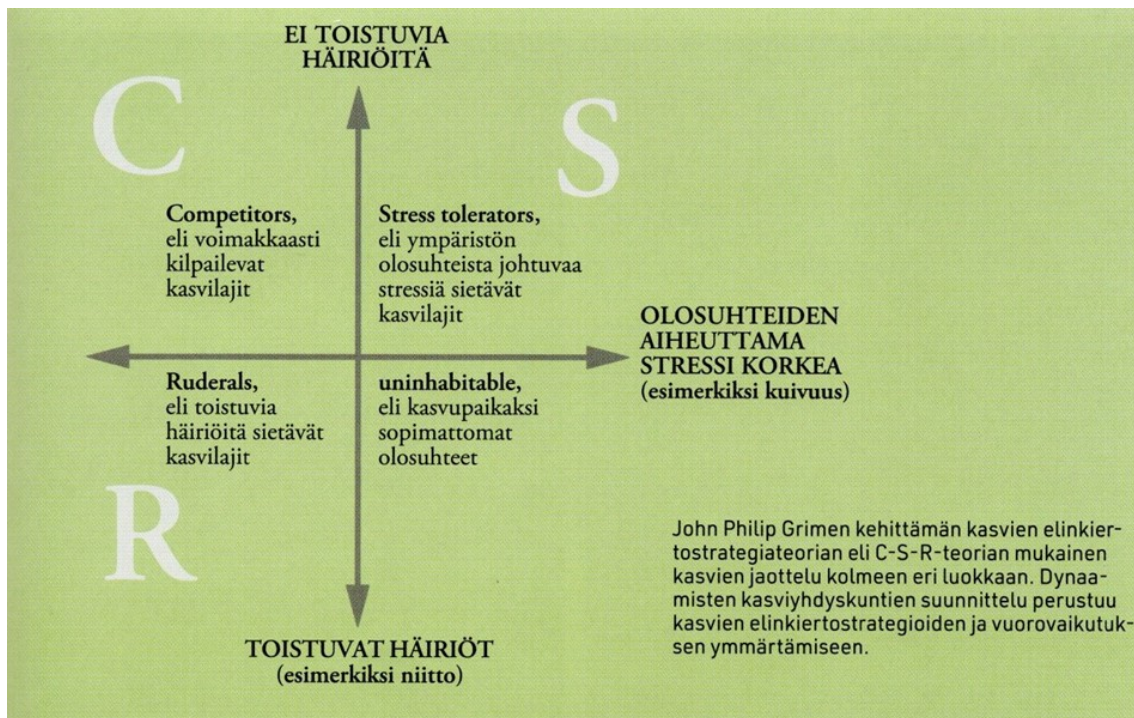 EI TOISTUVIA
HÄIRIÖITÄ
C
S
Competitors,
eli voimakkaasti
kilpailevat
kasvilajit
Stress tolerators,
eli ympäristön
olosuhteista johtuvaa
stressiä sietävät
kasvilajit
OLOSUHTEIDEN
AIHEUTTAMA
STRESSI KORKEA
(esimerkiksi kuivuus)
Ruderals,
eli toistuvia
häiriöitä sietävät
kasvilajit
uninhabitable,
eli kasvupaikaksi
sopimattomat
olosuhteet
R
TOISTUVAT HÄIRIÖT
(esimerkiksi niitto)
John Philip Grimen kehittämän kasvien elinkier-
tostrategiateorian eli C-S-R-teorian mukainen
kasvien jaottelu kolmeen eri luokkaan. Dynaa-
misten kasviyhdyskuntien suunnittelu perustuu
kasvien elinkiertostrategioiden ja vuorovaikutuk-
sen ymmärtämiseen.